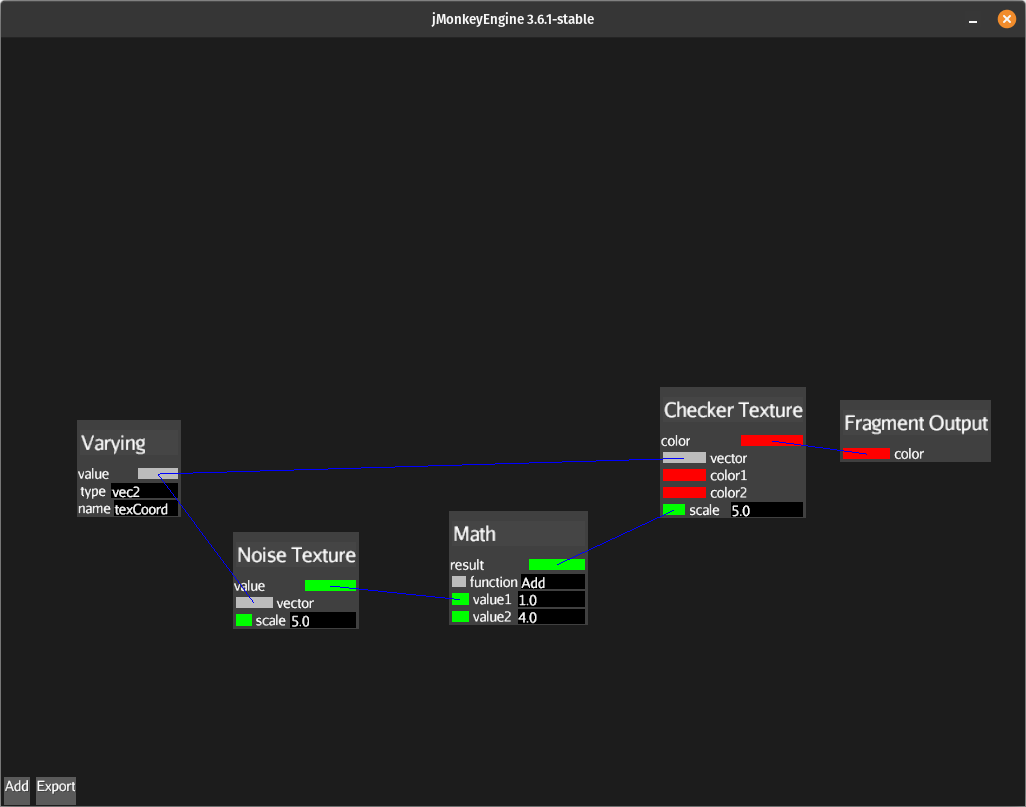 jMonkeyEngine 3.6.1-stable
Varying
value
type vec2
name texCoord
Noise Texture
value
vector
scale 5.0
Math
result
function Add
value1 1.0
value2 4.0
Checker Texture
color
vector
color1
color2
scale 5.0
Fragment Output
color
Add Export